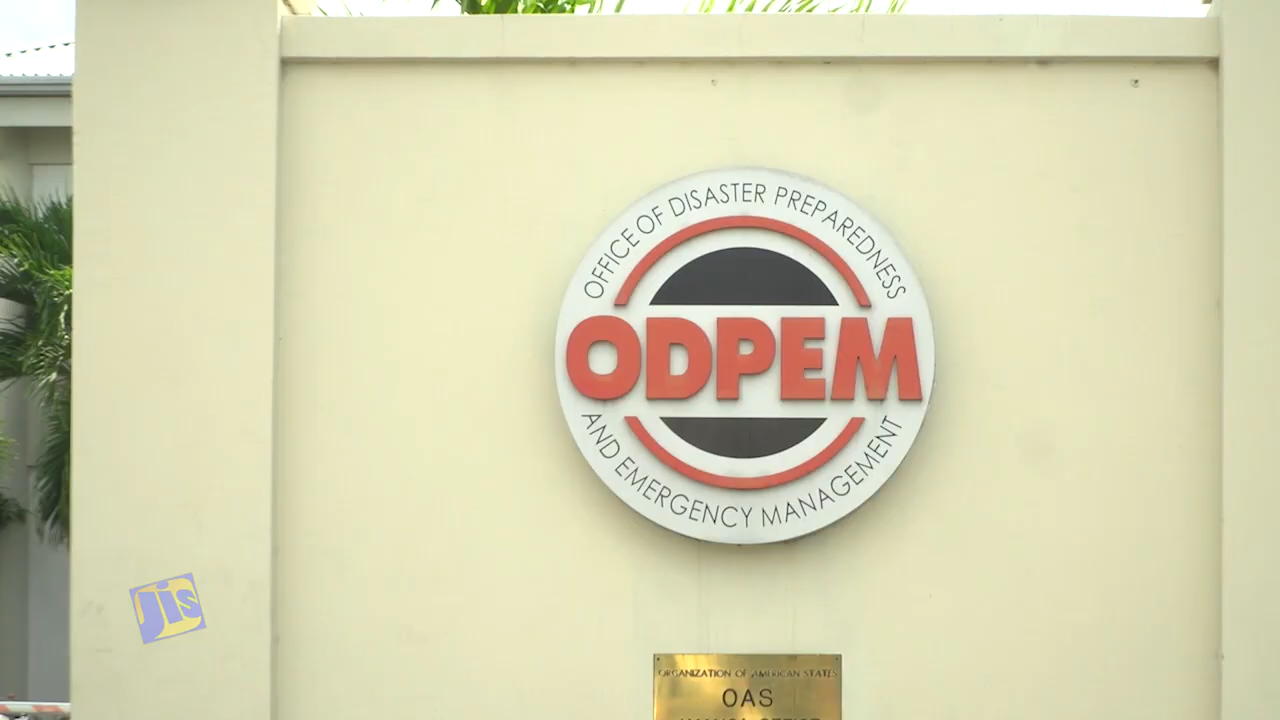 OFFICE OF DISASTER PREPAREDNESS
ODPEM
AND EMERGENCY MANAGEMENT
jis
ORGANIZATION OF AMERICAN STATES
OAS